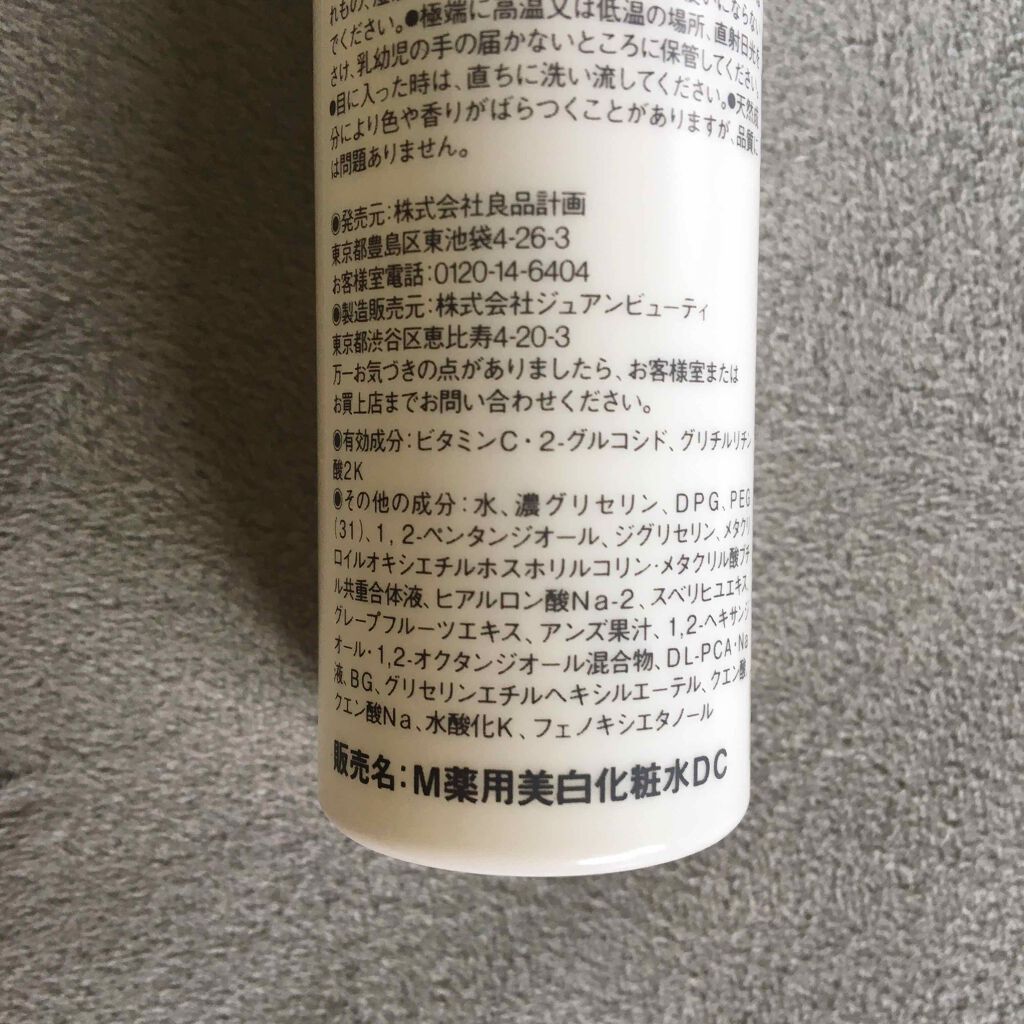 でください。●極端に高温又は低温の場所、直射日光を
さけ、乳幼児の手の届かないところに保管してください。
●目に入った時は、直ちに洗い流してください。●天然成
分により色や香りがばらつくことがありますが、品質に
は問題ありません。
◉発売元：株式会社良品計画
東京都豊島区東池袋4-26-3
お客様室電話：0120-14-6404
◉製造販売元：株式会社ジュアンビューティ
東京都渋谷区恵比寿4-20-3
万一お気づきの点がありましたら、お客様室または
お買上店までお問い合わせください。
◉有効成分：ビタミンC・2-グルコシド、グリチルリチン
酸2K
◉その他の成分：水、濃グリセリン、DPG、PEG
(31)、1,2-ペンタンジオール、ジグリセリン、メタクリ
ロイルオキシエチルホスホリルコリン・メタクリル酸ブチ
ル共重合体液、ヒアルロン酸Na-2、スベリヒユエキス、
グレープフルーツエキス、アンズ果汁、1,2-ヘキサンジ
オール・1,2-オクタンジオール混合物、DL-PCA・Na
液、BG、グリセリンエチルヘキシルエーテル、クエン酸、
クエン酸Na、水酸化K、フェノキシエタノール
販売名：M薬用美白化粧水DC